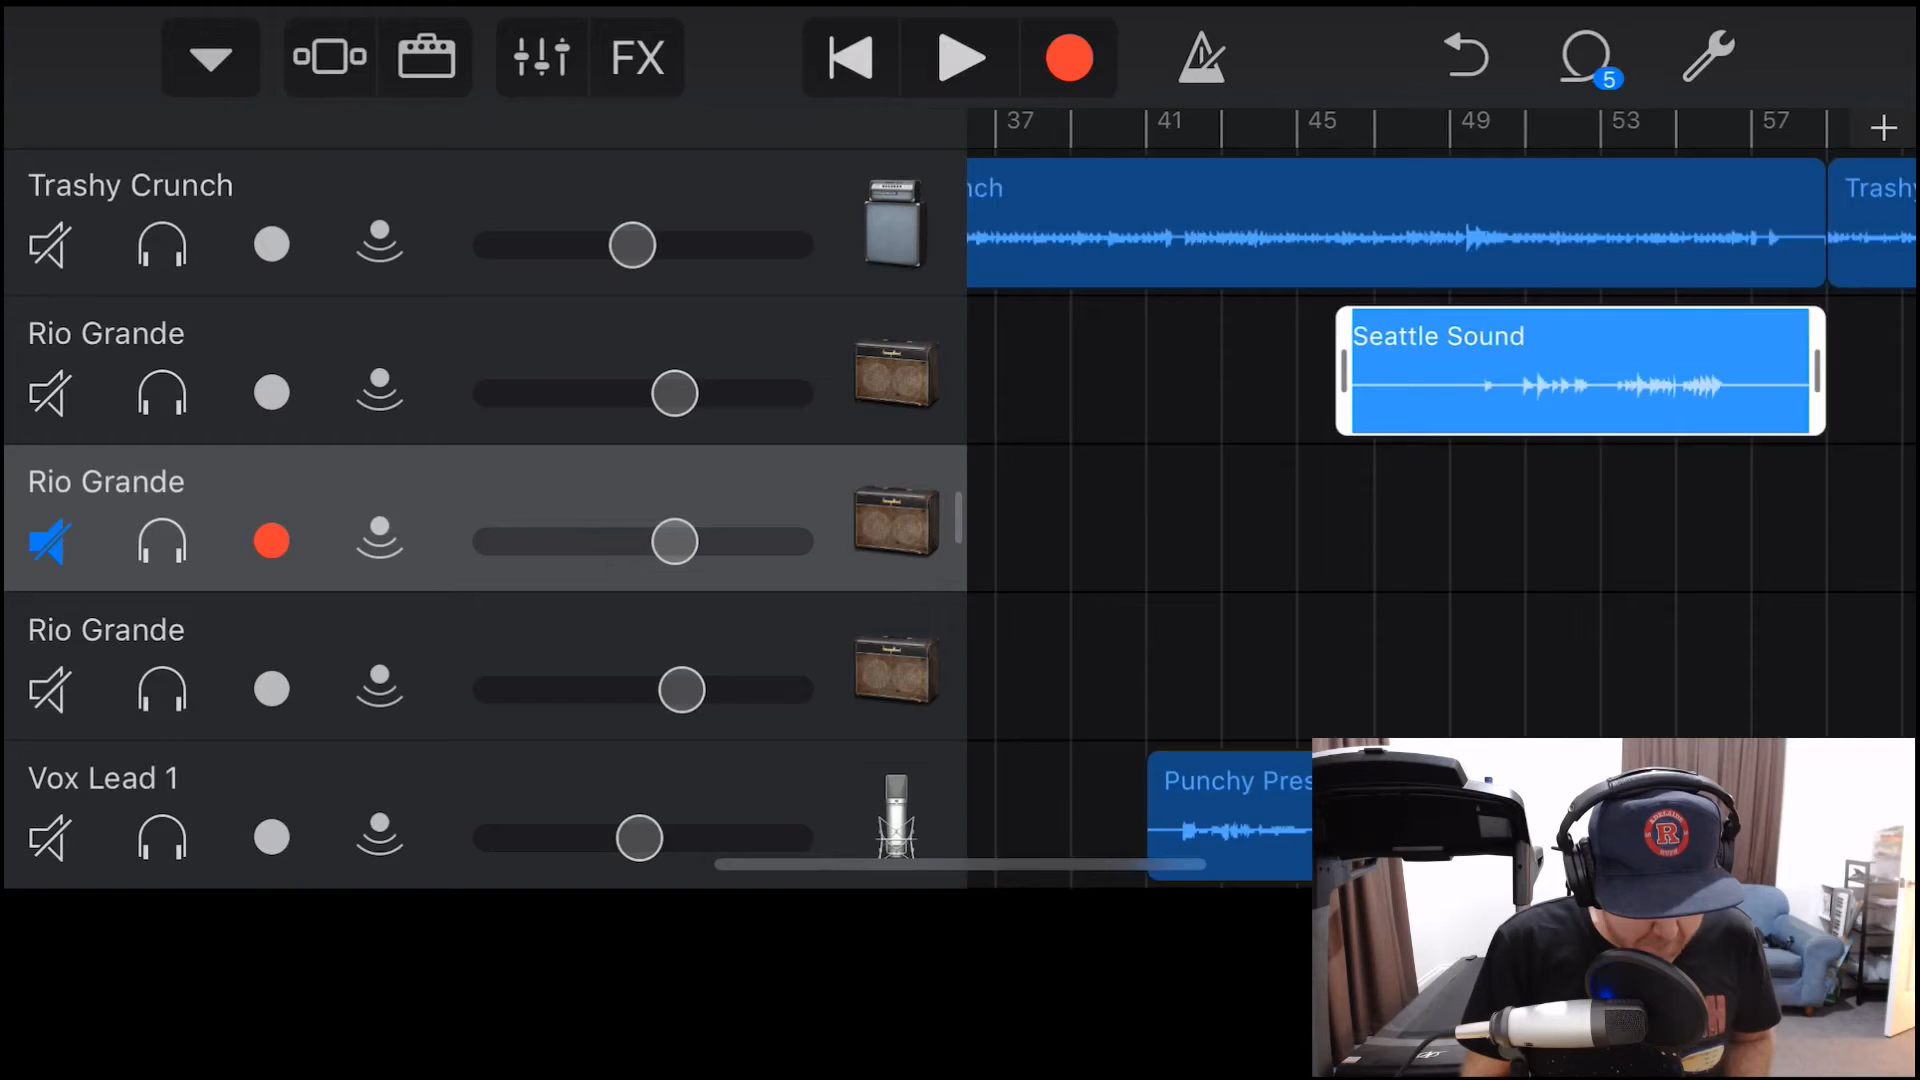 FX
5
37 41 45 49 53 57
Trashy Crunch
nch
Trashy
Rio Grande
Seattle Sound
Rio Grande
Rio Grande
Vox Lead 1
Punchy Pres
ADELAIDE
R